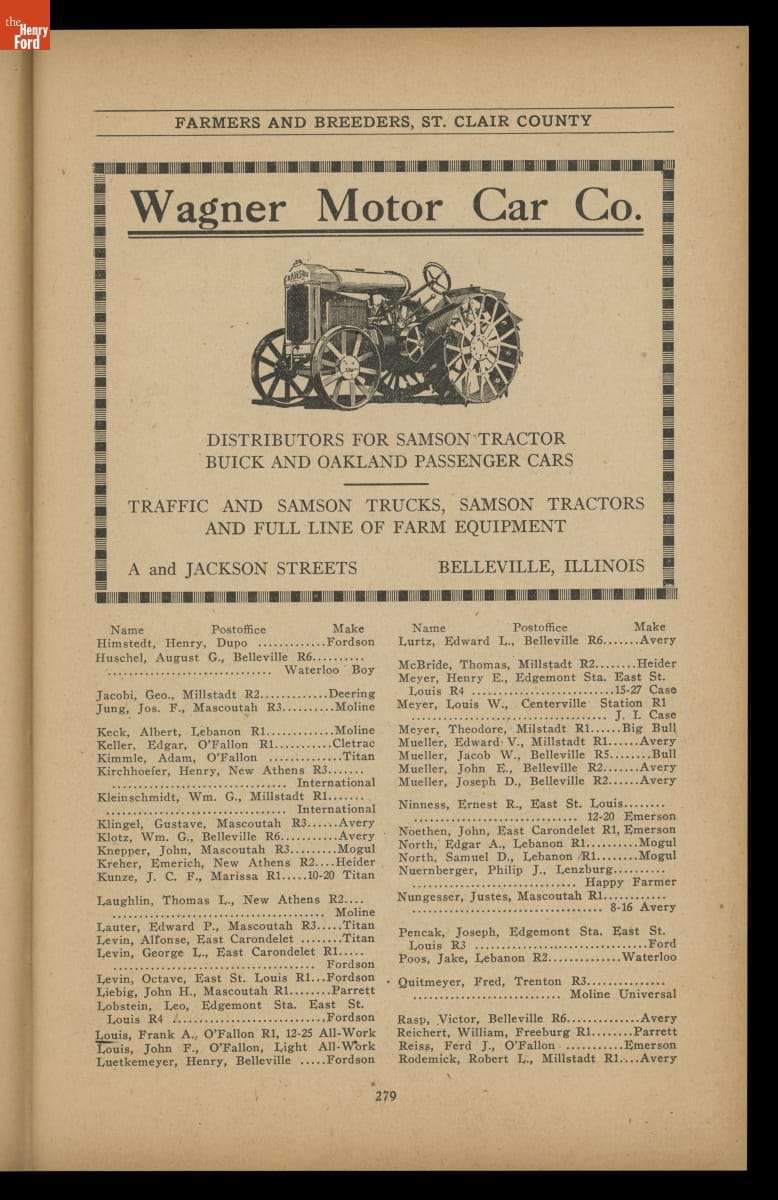 the
Henry
Ford
FARMERS AND BREEDERS, ST. CLAIR COUNTY
Wagner Motor Car Co.
SAMSON
DISTRIBUTORS FOR SAMSON TRACTOR
BUICK AND OAKLAND PASSENGER CARS
TRAFFIC AND SAMSON TRUCKS, SAMSON TRACTORS
AND FULL LINE OF FARM EQUIPMENT
A and JACKSON STREETS BELLEVILLE, ILLINOIS
Name Postoffice Make
Himstedt, Henry, Dupo .............Fordson
Huschel, August G., Belleville R6..........
............................ Waterloo Boy
Jacobi, Geo., Millstadt R2.............Deering
Jung, Jos. F., Mascoutah R3..........Moline
Keck, Albert, Lebanon R1.............Moline
Keller, Edgar, O'Fallon R1...........Cletrac
Kimmle, Adam, O'Fallon ..............Titan
Kirchhoefer, Henry, New Athens R3.......
.............................. International
Kleinschmidt, Wm. G., Millstadt R1.......
.............................. International
Klingel, Gustave, Mascoutah R3......Avery
Klotz, Wm. G., Belleville R6...........Avery
Knepper, John, Mascoutah R3.........Mogul
Kreher, Emerich, New Athens R2....Heider
Kunze, J. C. F., Marissa R1.....10-20 Titan
Laughlin, Thomas L., New Athens R2....
.................................... Moline
Lauter, Edward P., Mascoutah R3.....Titan
Levin, Alfonse, East Carondelet ........Titan
Levin, George L., East Carondelet R1.....
.................................. Fordson
Levin, Octave, East St. Louis R1...Fordson
Liebig, John H., Mascoutah R1........Parrett
Lobstein, Leo, Edgemont Sta. East St.
Louis R4 ..........................Fordson
Louis, Frank A., O'Fallon R1, 12-25 All-Work
Louis, John F., O'Fallon, Light All-Work
Luetkemeyer, Henry, Belleville .....Fordson
Name Postoffice Make
Lurtz, Edward L., Belleville R6.......Avery
McBride, Thomas, Millstadt R2........Heider
Meyer, Henry E., Edgemont Sta. East St.
Louis R4 ...........................15-27 Case
Meyer, Louis W., Centerville Station R1
................................. J. I. Case
Meyer, Theodore, Milstadt R1......Big Bull
Mueller, Edward V., Millstadt R1......Avery
Mueller, Jacob W., Belleville R5........Bull
Mueller, John E., Belleville R2........Avery
Mueller, Joseph D., Belleville R2......Avery
Ninness, Ernest R., East St. Louis........
............................ 12-20 Emerson
Noethen, John, East Carondelet R1, Emerson
North, Edgar A., Lebanon R1..........Mogul
North, Samuel D., Lebanon R1........Mogul
Nuernberger, Philip J., Lenzburg..........
............................ Happy Farmer
Nungesser, Justes, Mascoutah R1...........
................................ 8-16 Avery
Pencak, Joseph, Edgemont Sta. East St.
Louis R3 .................................Ford
Poos, Jake, Lebanon R2.............Waterloo
Quitmeyer, Fred, Trenton R3..............
......................... Moline Universal
Rasp, Victor, Belleville R6.............Avery
Reichert, William, Freeburg R1........Parrett
Reiss, Ferd J., O'Fallon ...........Emerson
Rodemick, Robert L., Millstadt R1....Avery
279